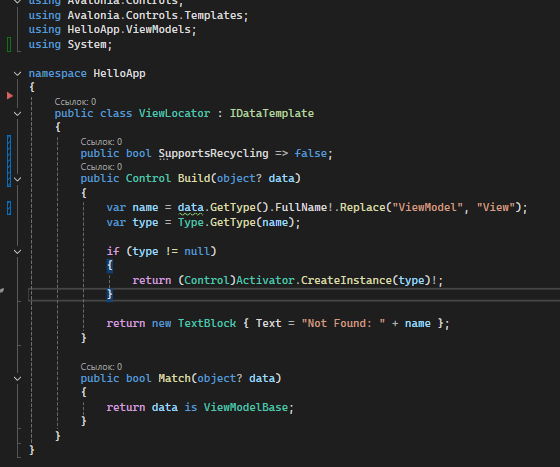 using Avalonia.Controls;
using Avalonia.Controls.Templates;
using HelloApp.ViewModels;
using System;
namespace HelloApp
{
Ссылок: 0
public class ViewLocator : IDataTemplate
{
Ссылок: 0
public bool SupportsRecycling => false;
Ссылок: 0
public Control Build(object? data)
{
var name = data.GetType().FullName!.Replace("ViewModel", "View");
var type = Type.GetType(name);
if (type != null)
{
return (Control)Activator.CreateInstance(type)!;
}
return new TextBlock { Text = "Not Found: " + name };
}
Ссылок: 0
public bool Match(object? data)
{
return data is ViewModelBase;
}
}
}